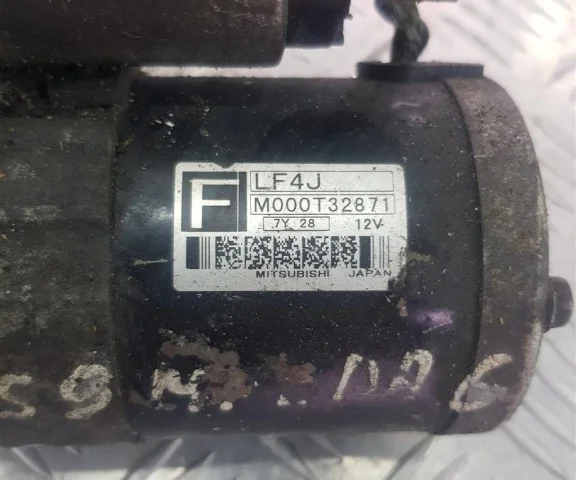 F LF4J
M000T32871
7Y 28 12V
MITSUBISHI JAPAN